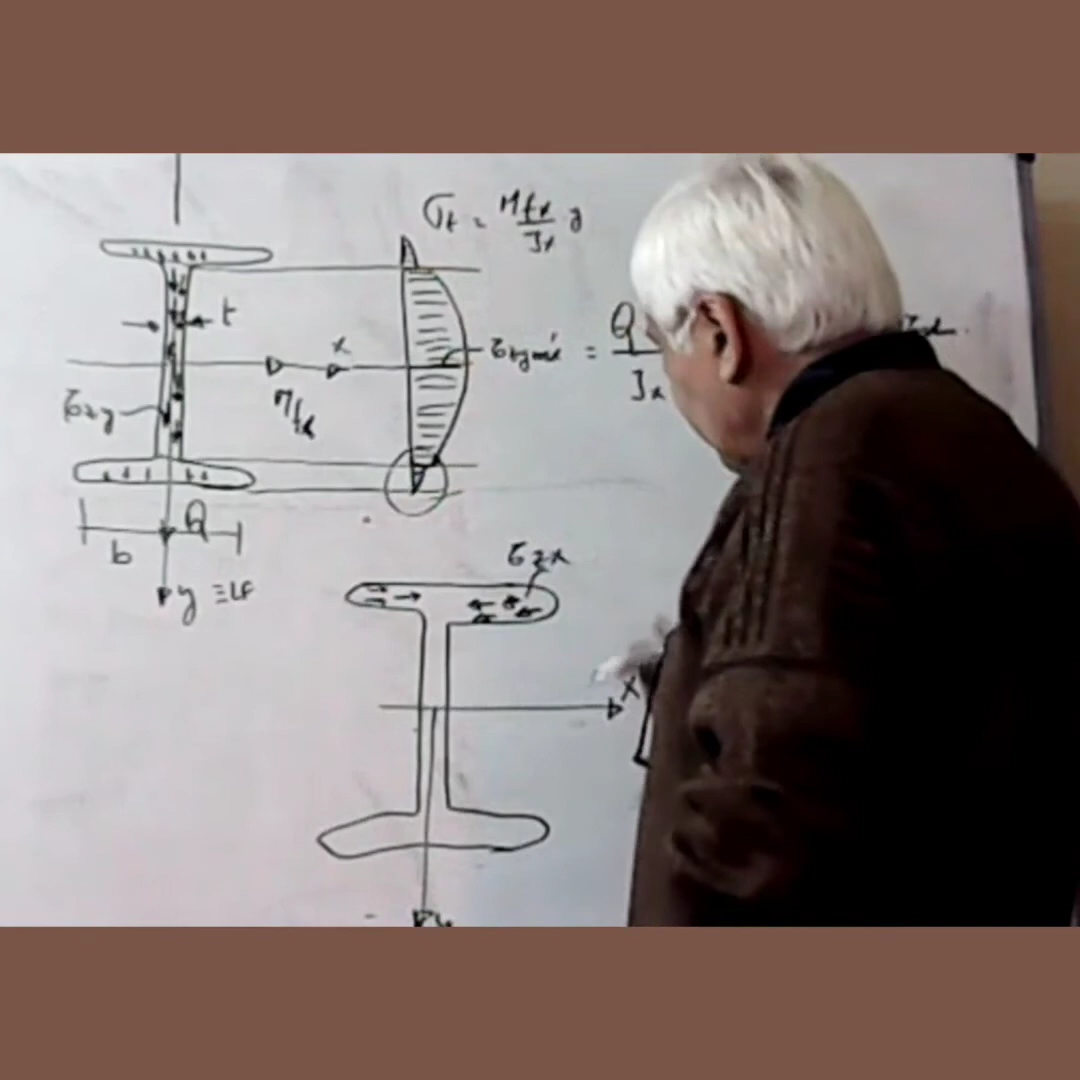 σt = Mfx / Jx y
t
x
Mfx
τzy
τzy max = Q / Jx
Q
b
y ≡ LF
τzx
x
y